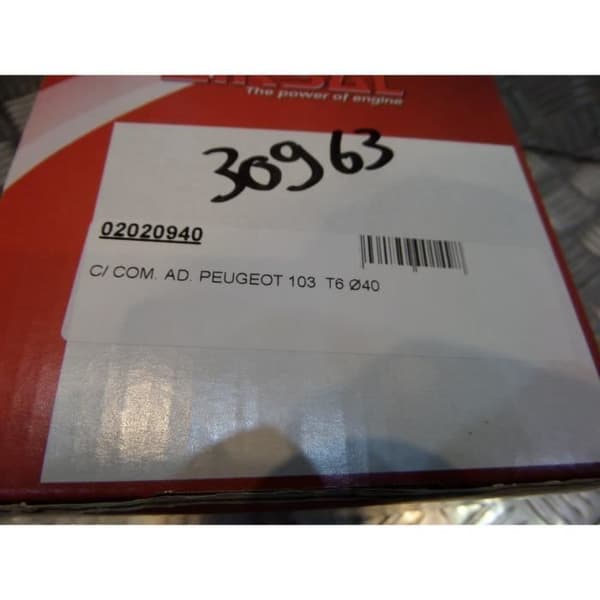 The power of engine
30963
02020940
C/ COM. AD. PEUGEOT 103 T6 Ø40